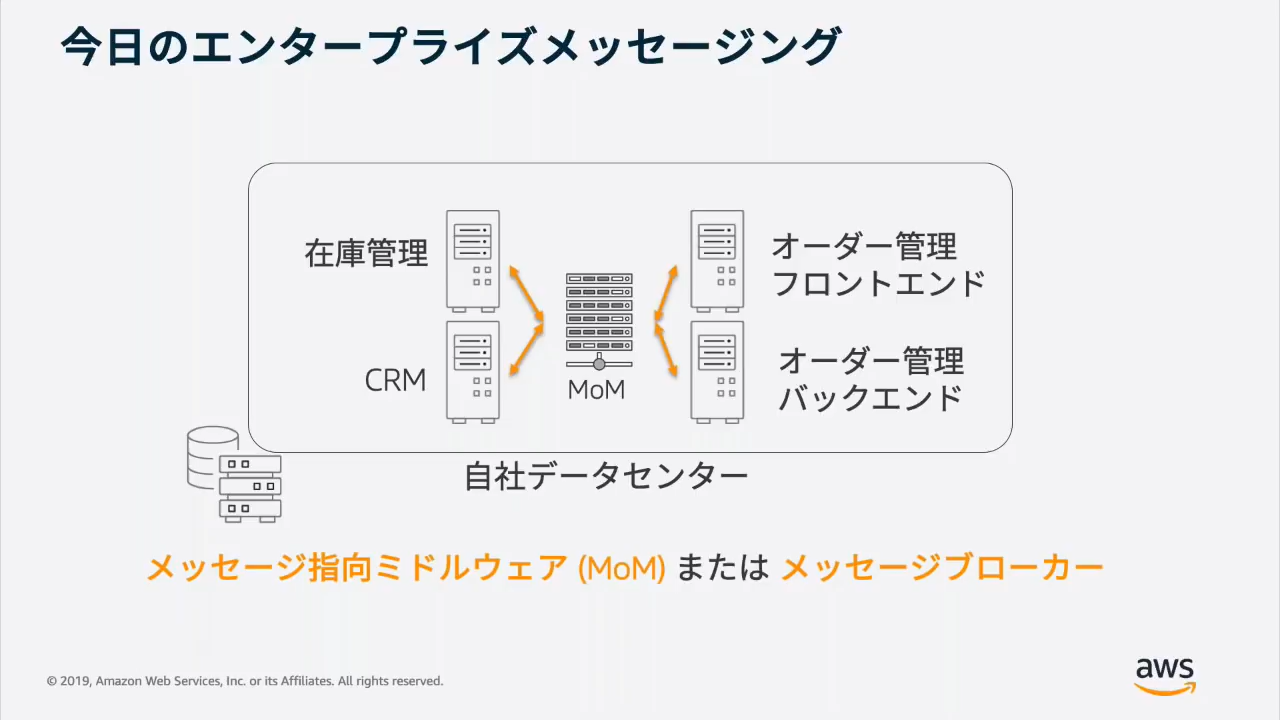 今日のエンタープライズメッセージング
在庫管理
オーダー管理
フロントエンド
CRM
MoM
オーダー管理
バックエンド
自社データセンター
メッセージ指向ミドルウェア (MoM) または メッセージブローカー
© 2019, Amazon Web Services, Inc. or its Affiliates. All rights reserved.
aws